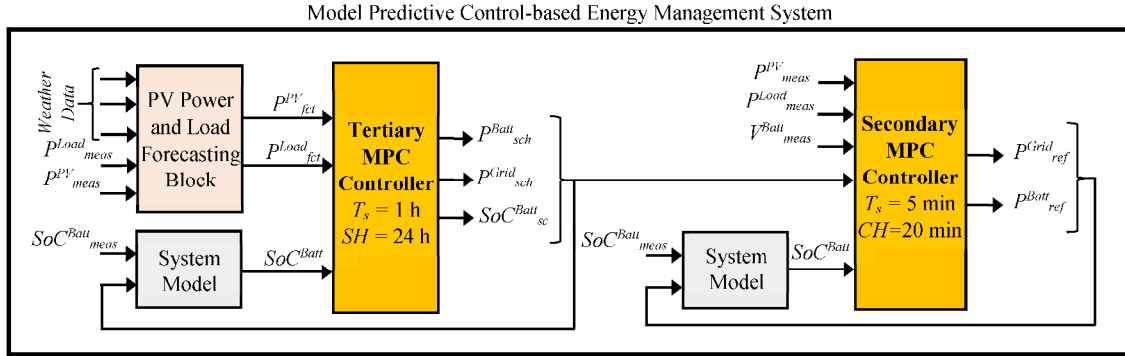 Model Predictive Control-based Energy Management System
Weather
Data
P^Load_meas
P^PV_meas
PV Power
and Load
Forecasting
Block
P^PV_fct
P^Load_fct
SoC^Batt_meas
System
Model
SoC^Batt
Tertiary
MPC
Controller
T_s = 1 h
SH = 24 h
P^Batt_sch
P^Grid_sch
SoC^Batt_sc
P^PV_meas
P^Load_meas
V^Batt_meas
SoC^Batt_meas
System
Model
SoC^Batt
Secondary
MPC
Controller
T_s = 5 min
CH=20 min
P^Grid_ref
P^Batt_ref